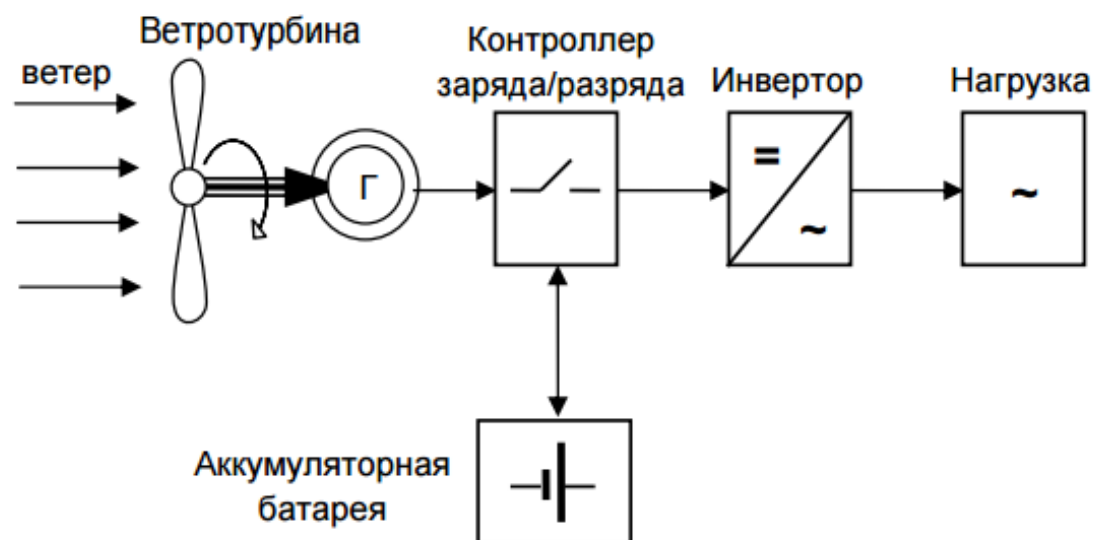 Ветротурбина
ветер
Контроллер
заряда/разряда
Инвертор
Нагрузка
Г
=
~
~
Аккумуляторная
батарея